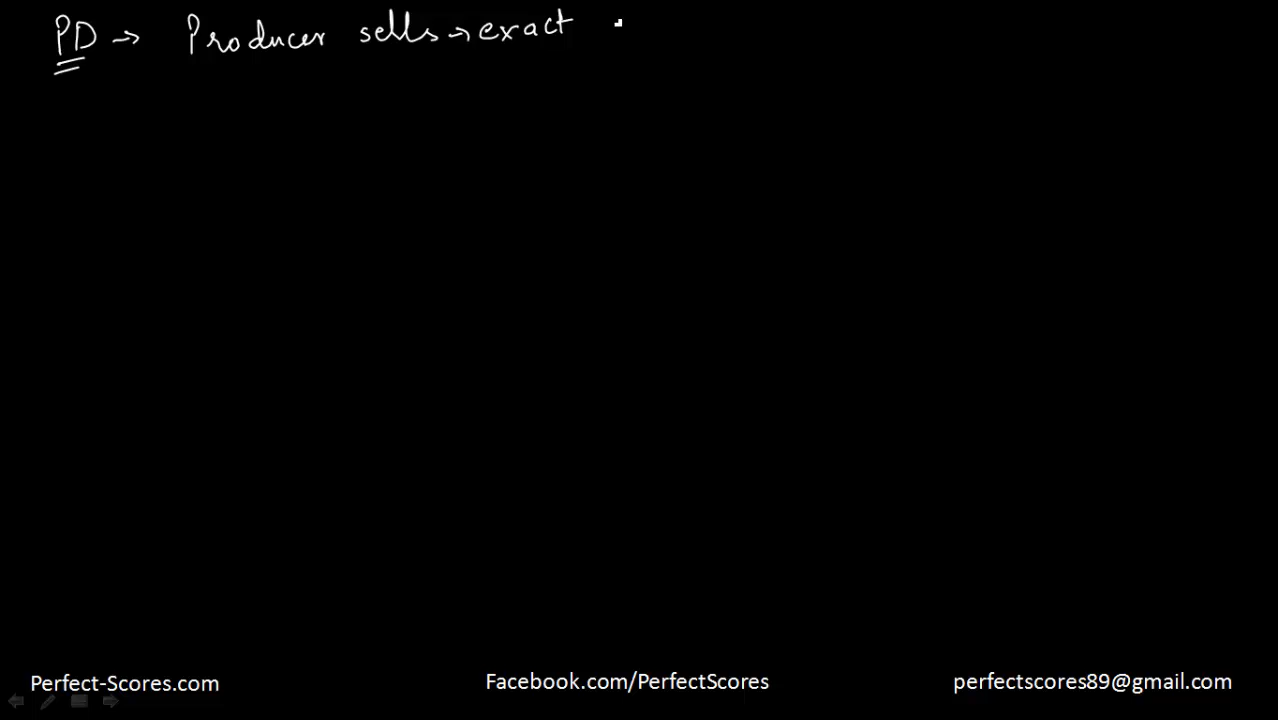 PD → Producer sells → exact
Perfect-Scores.com
Facebook.com/PerfectScores
perfectscores89@gmail.com